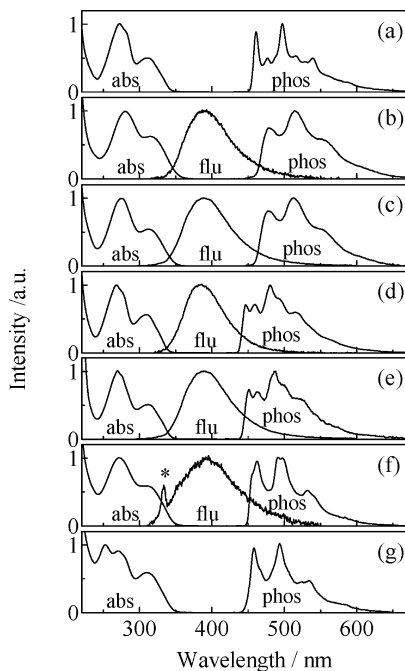 1 (a)
abs phos
0
1 (b)
abs flu phos
0
1 (c)
abs flu phos
0
1 (d)
abs flu phos
0
1 (e)
abs flu phos
0
1 (f)
*
abs flu phos
0
1 (g)
abs phos
0
300 400 500 600
Wavelength / nm
Intensity /a.u.